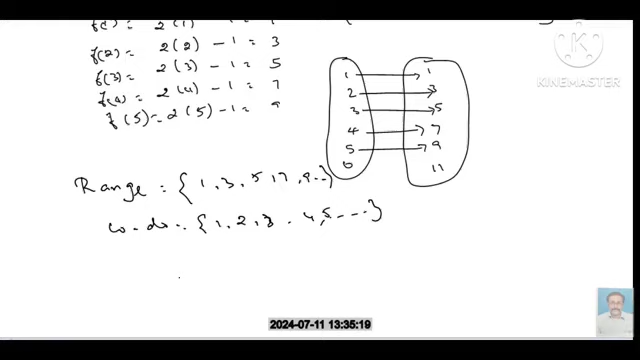 f(2) = 2(2) - 1 = 3
f(3) = 2(3) - 1 = 5
f(4) = 2(4) - 1 = 7
f(5) = 2(5) - 1 = 9
1 1
2 3
3 5
4 7
5 9
6 11
Range = { 1, 3, 5, 7, 9.. }
co-do = { 1, 2, 3 - 4, 5 --- }
KINEMASTER
2024-07-11 13:35:19